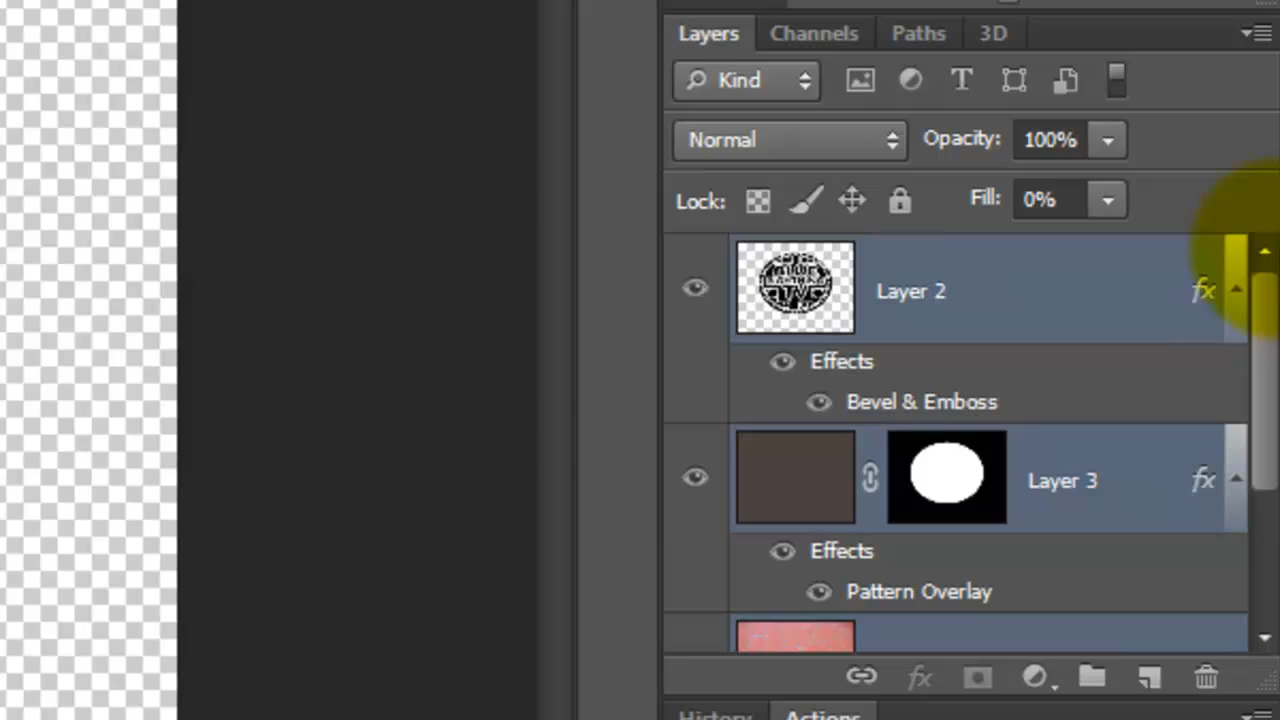 Layers Channels Paths 3D
Kind T
Normal Opacity: 100%
Lock: Fill: 0%
Layer 2 fx
Effects
Bevel & Emboss
Layer 3 fx
Effects
Pattern Overlay
fx
History Actions